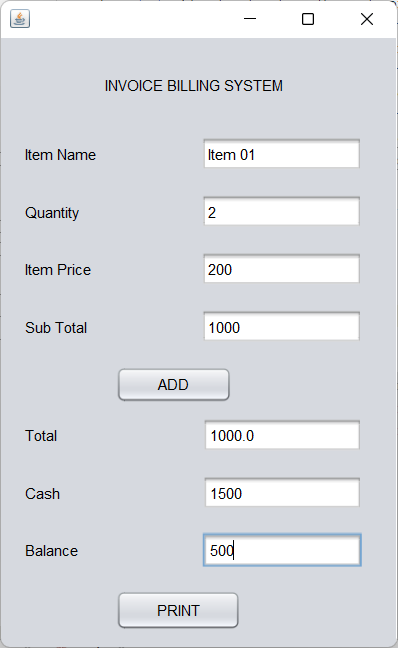 INVOICE BILLING SYSTEM
Item Name Item 01
Quantity 2
Item Price 200
Sub Total 1000
ADD
Total 1000.0
Cash 1500
Balance 500
PRINT